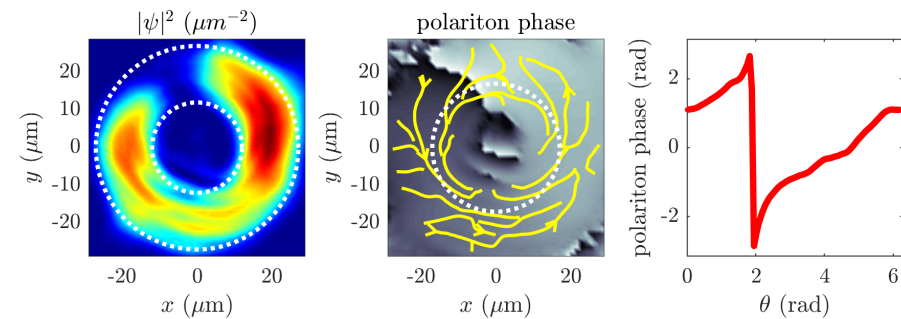 |ψ|² (μm⁻²)
20
10
0
-10
-20
-20 0 20
x (μm)
y (μm)
polariton phase
20
10
0
-10
-20
-20 0 20
x (μm)
y (μm)
2
0
-2
0 2 4 6
θ (rad)
polariton phase (rad)